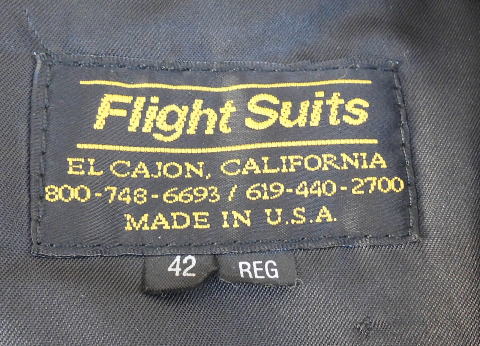 Flight Suits
EL CAJON, CALIFORNIA
800-748-6693 / 619-440-2700
MADE IN U.S.A.
42 REG